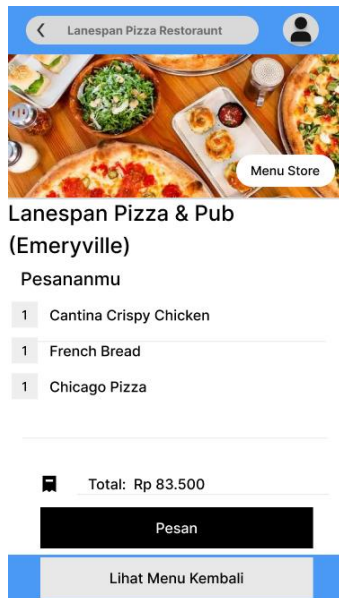 Lanespan Pizza Restoraunt
Menu Store
Lanespan Pizza & Pub
(Emeryville)
Pesananmu
1 Cantina Crispy Chicken
1 French Bread
1 Chicago Pizza
Total: Rp 83.500
Pesan
Lihat Menu Kembali